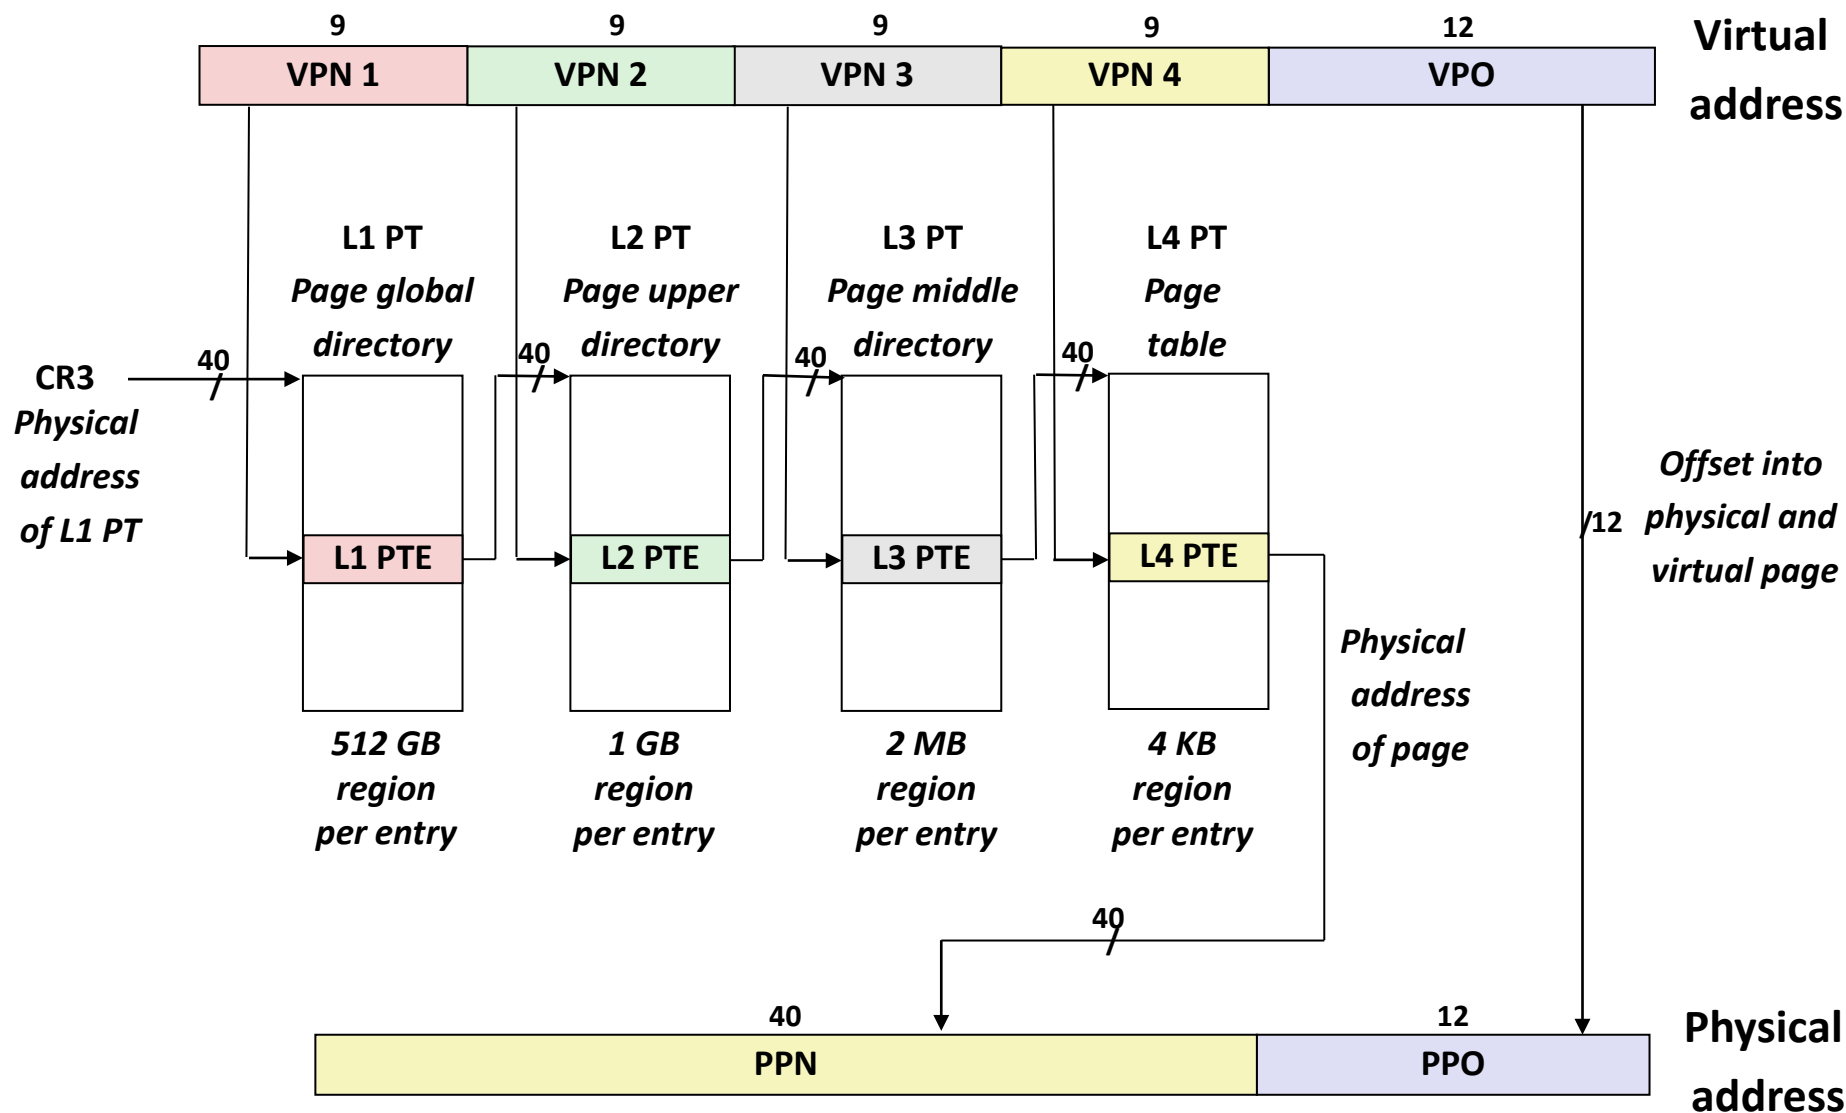 9
9
9
9
12
VPN 1
VPN 2
VPN 3
VPN 4
VPO
Virtual
address
L1 PT
Page global
directory
L2 PT
Page upper
directory
L3 PT
Page middle
directory
L4 PT
Page
table
CR3
Physical
address
of L1 PT
40
40
40
40
L1 PTE
L2 PTE
L3 PTE
L4 PTE
/12
Offset into
physical and
virtual page
512 GB
region
per entry
1 GB
region
per entry
2 MB
region
per entry
4 KB
region
per entry
Physical
address
of page
40
40
12
PPN
PPO
Physical
address